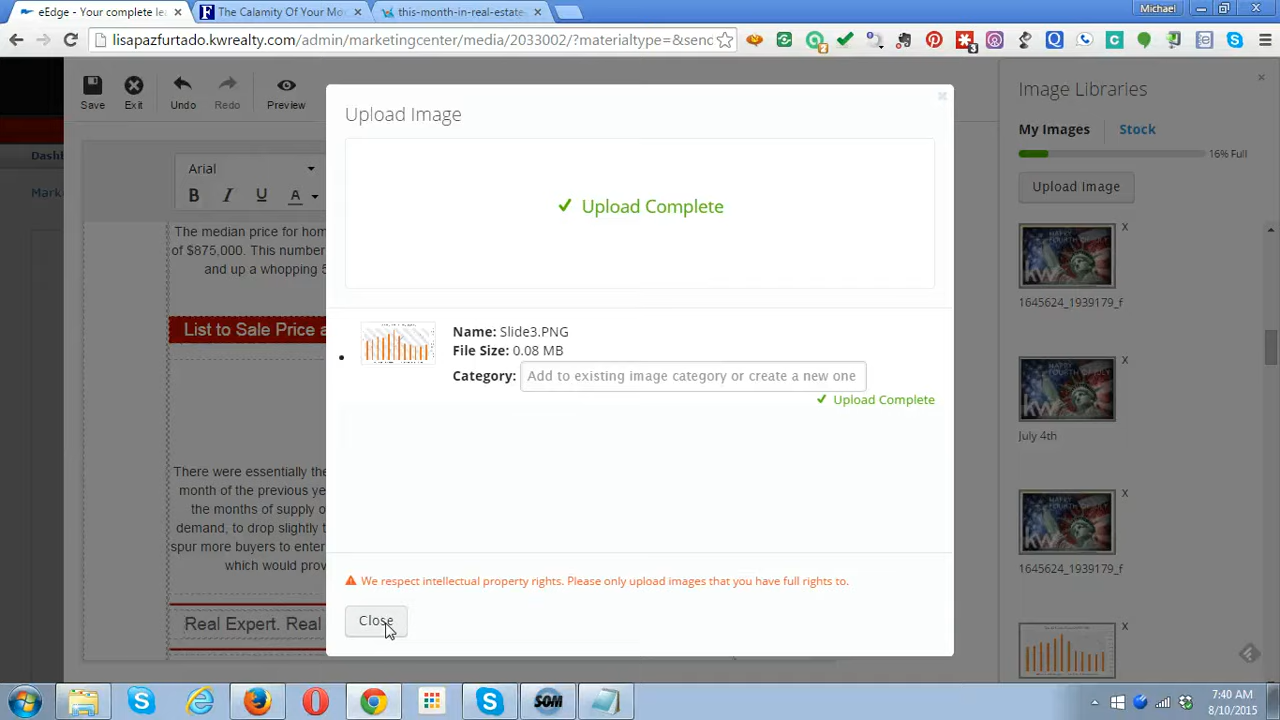 eEdge - Your complete le
The Calamity Of Your Mo
this-month-in-real-estate-
Michael
lisapazfurtado.kwrealty.com/admin/marketingcenter/media/2033002/?materialtype=&send
Save
Exit
Undo
Redo
Preview
Dashb
Marke
Arial
B I U A
The median price for hom
of $875,000. This number
and up a whopping 3
List to Sale Price a
There were essentially the
month of the previous ye
the months of supply o
demand, to drop slightly t
spur more buyers to enter
which would prov
Real Expert. Real
Upload Image
Upload Complete
Name: Slide3.PNG
File Size: 0.08 MB
Category: Add to existing image category or create a new one
Upload Complete
We respect intellectual property rights. Please only upload images that you have full rights to.
Close
Image Libraries
My Images
Stock
16% Full
Upload Image
X
1645624_1939179_f
X
July 4th
X
1645624_1939179_f
X
SOM
7:40 AM
8/10/2015